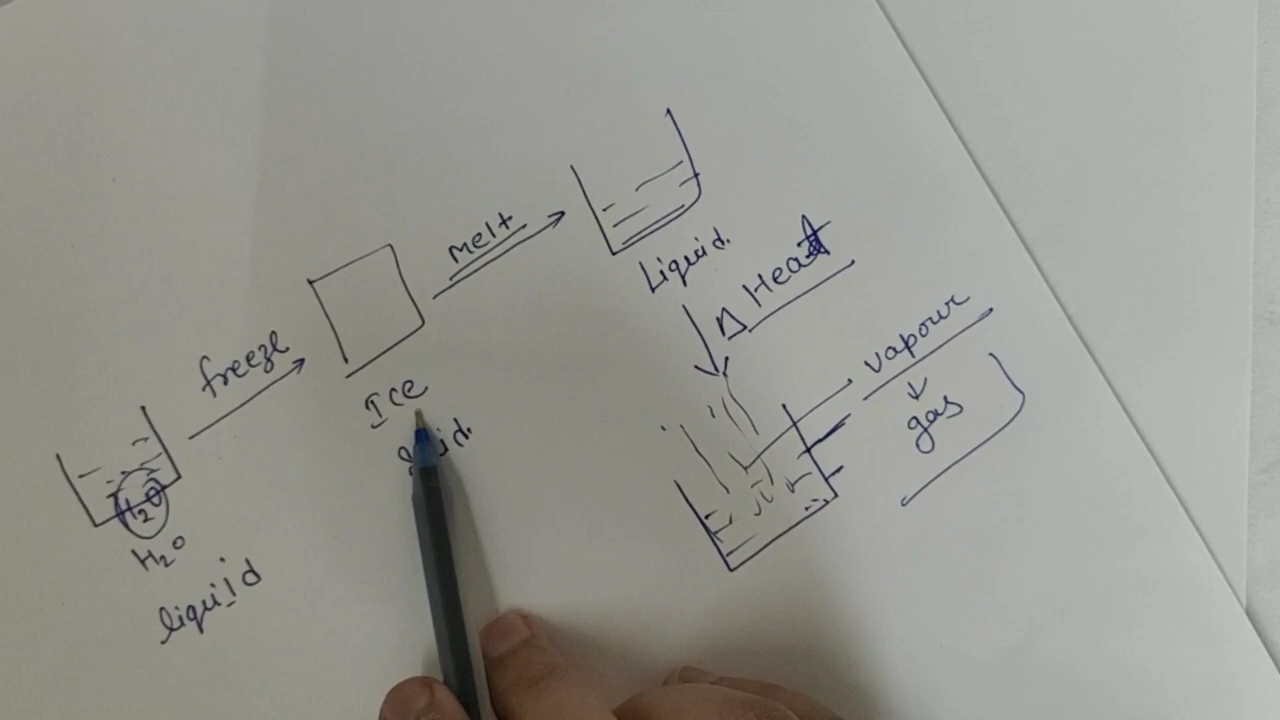 H₂O
H₂O
liquid
freeze
Ice
melt
Liquid.
Δ Heat
vapour
↓
gas